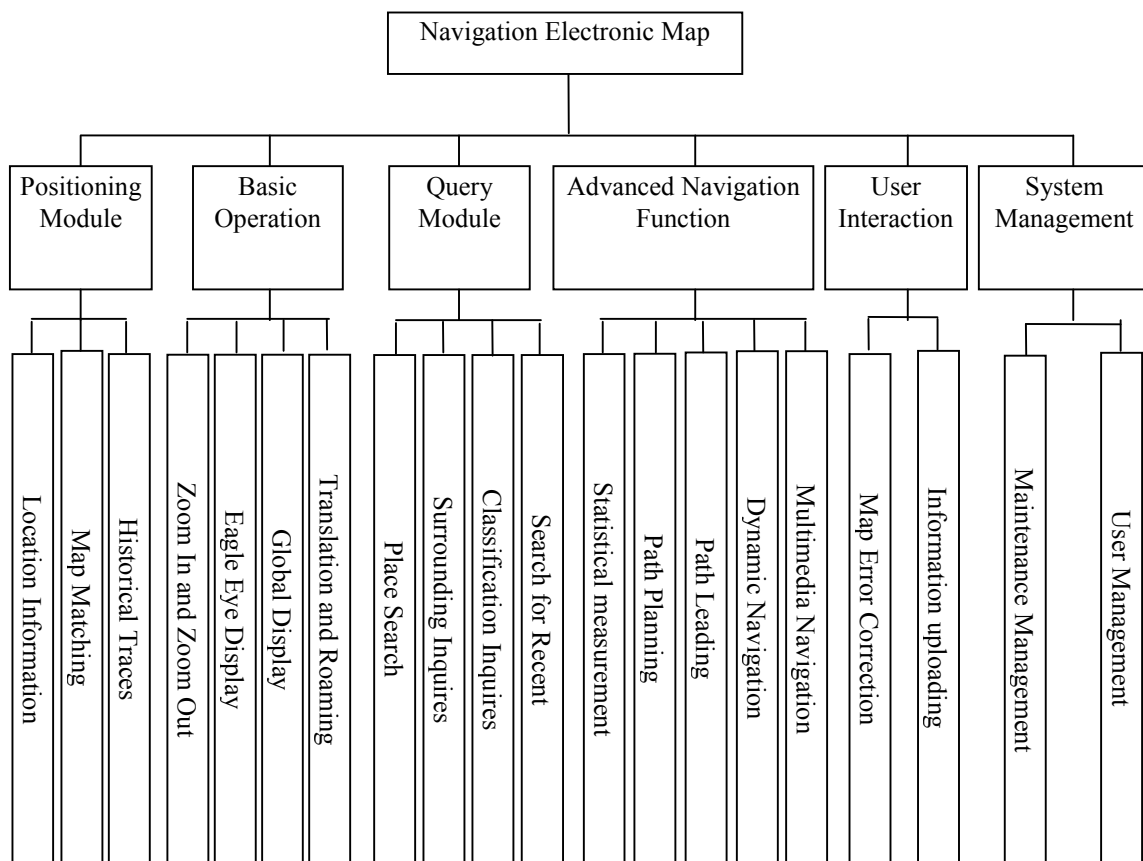 Navigation Electronic Map
Positioning
Module
Basic
Operation
Query
Module
Advanced Navigation
Function
User
Interaction
System
Management
Location Information
Map Matching
Historical Traces
Zoom In and Zoom Out
Eagle Eye Display
Global Display
Translation and Roaming
Place Search
Surrounding Inquires
Classification Inquires
Search for Recent
Statistical measurement
Path Planning
Path Leading
Dynamic Navigation
Multimedia Navigation
Map Error Correction
Information uploading
Maintenance Management
User Management